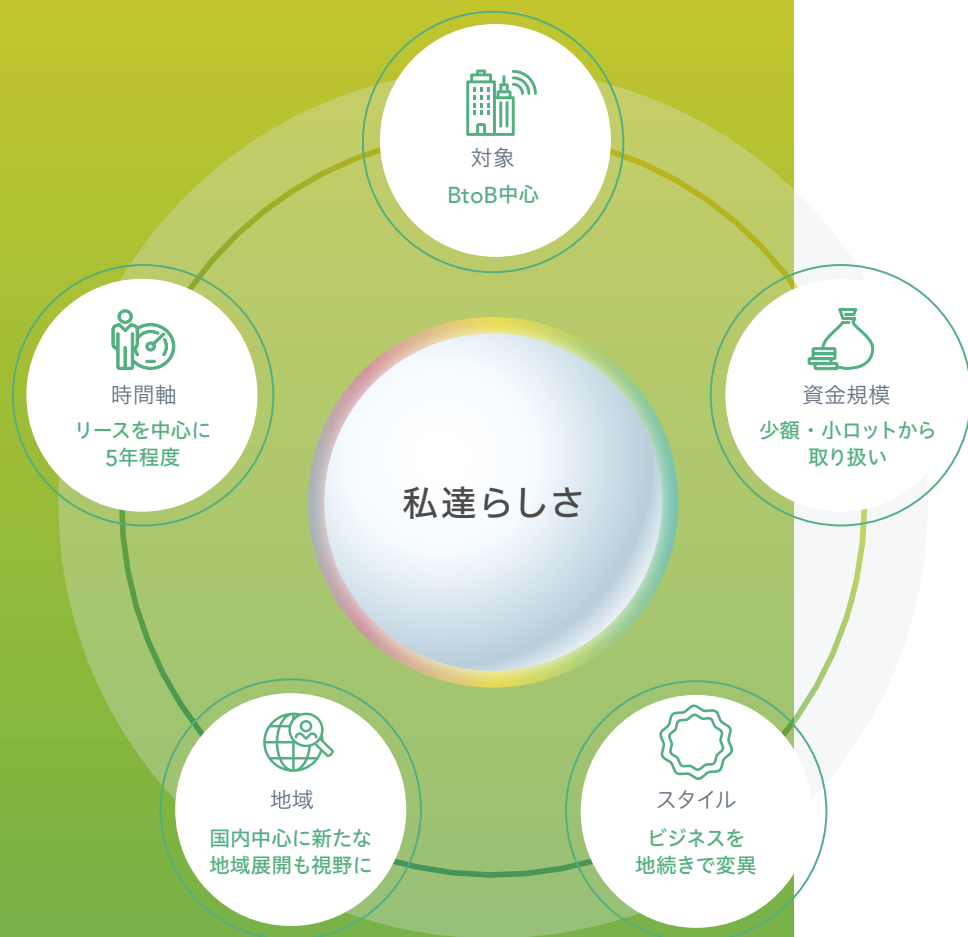 対象
BtoB中心
時間軸
リースを中心に
5年程度
資金規模
少額・小ロットから
取り扱い
私達らしさ
地域
国内中心に新たな
地域展開も視野に
スタイル
ビジネスを
地続きで変異